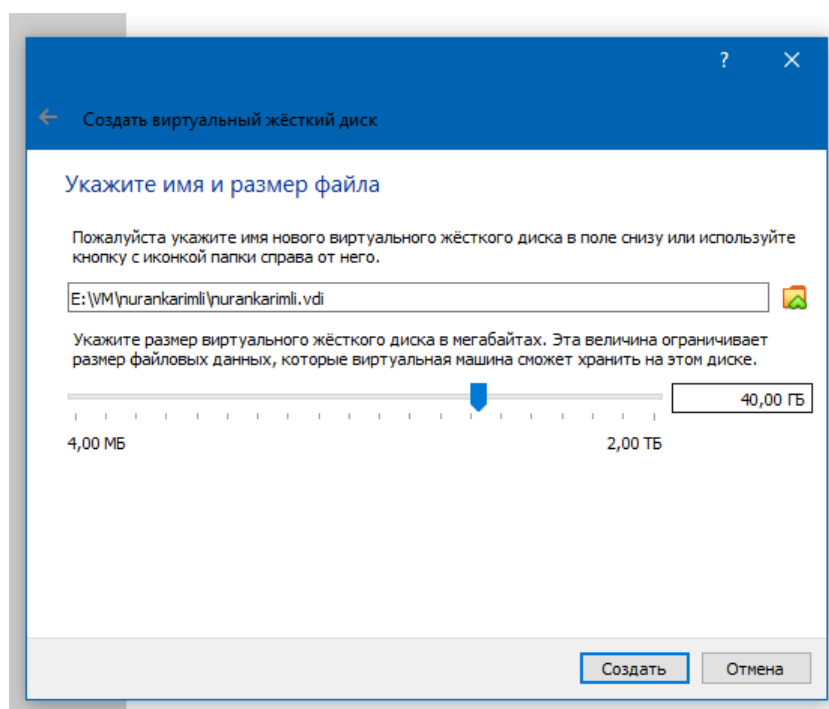 ?
Создать виртуальный жёсткий диск
Укажите имя и размер файла
Пожалуйста укажите имя нового виртуального жёсткого диска в поле снизу или используйте
кнопку с иконкой папки справа от него.
E:\VM\nurankarimli\nurankarimli.vdi
Укажите размер виртуального жёсткого диска в мегабайтах. Эта величина ограничивает
размер файловых данных, которые виртуальная машина сможет хранить на этом диске.
40,00 ГБ
4,00 МБ 2,00 ТБ
Создать Отмена